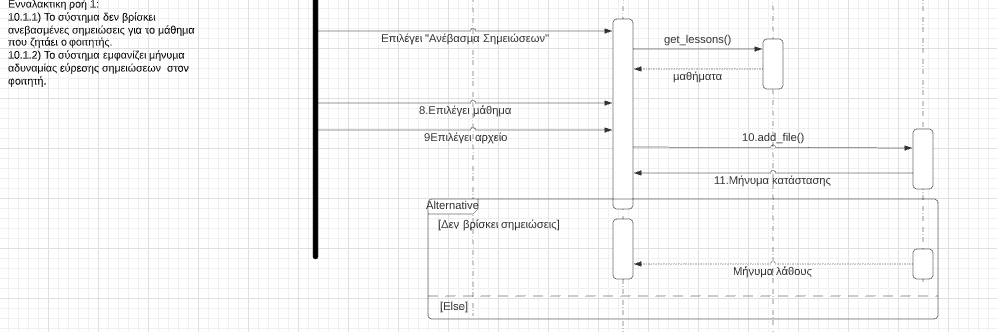 Ενναλακτικη ροή 1:
10.1.1) Το σύστημα δεν βρίσκει
ανεβασμένες σημειώσεις για το μάθημα
που ζητάει ο φοιτητής.
10.1.2) Το σύστημα εμφανίζει μήνυμα
αδυναμίας εύρεσης σημειώσεων στον
φοιτητή.
Επιλέγει "Ανέβασμα Σημειώσεων"
get_lessons()
μαθήματα
8.Επιλέγει μάθημα
9Επιλέγει αρχείο
10.add_file()
11.Μήνυμα κατάστασης
Alternative
[Δεν βρίσκει σημειώσεις]
Μήνυμα λάθους
[Else]